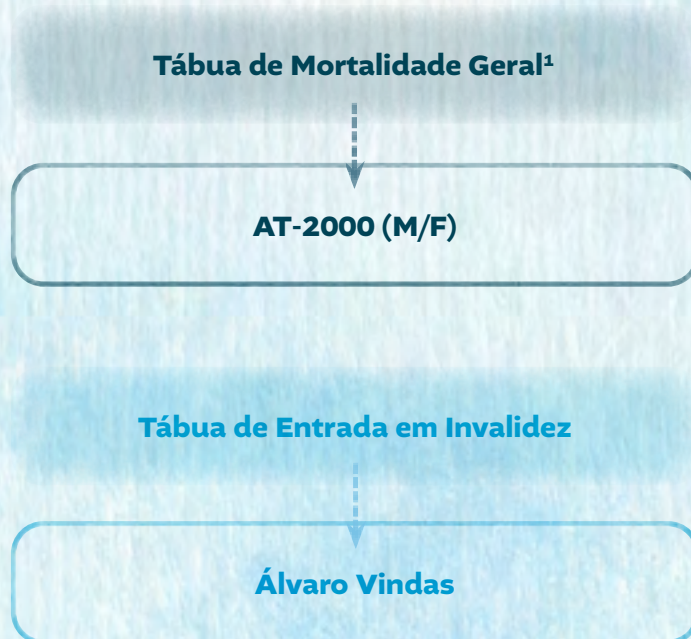 Tábua de Mortalidade Geral¹
AT-2000 (M/F)
Tábua de Entrada em Invalidez
Álvaro Vindas